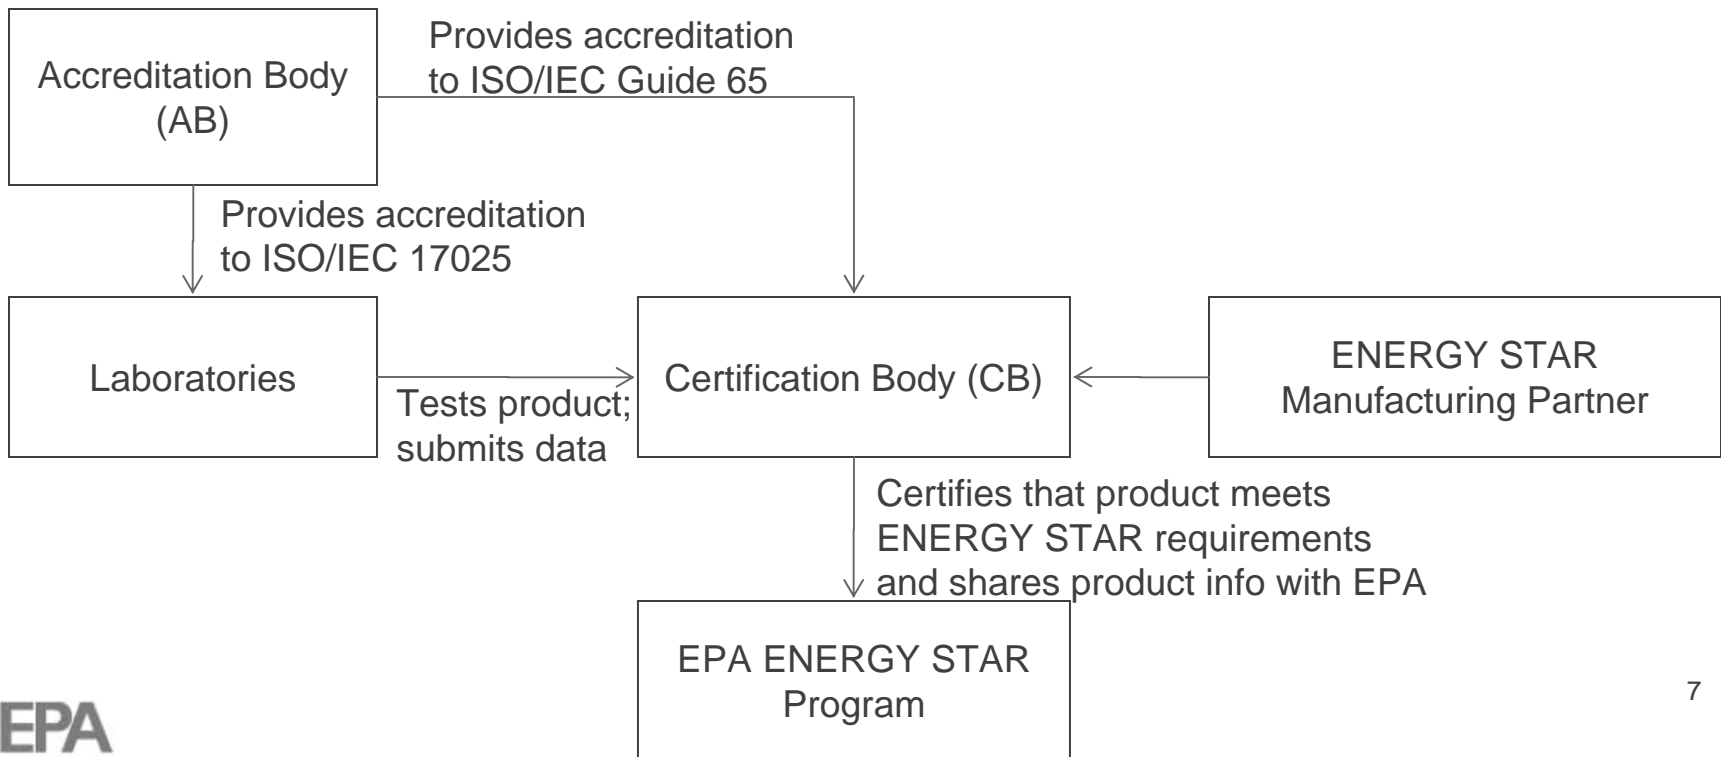 Provides accreditation
to ISO/IEC Guide 65
Accreditation Body
(AB)
Provides accreditation
to ISO/IEC 17025
Laboratories
Tests product;
submits data
Certification Body (CB)
ENERGY STAR
Manufacturing Partner
Certifies that product meets
ENERGY STAR requirements
and shares product info with EPA
EPA ENERGY STAR
Program
7
EPA